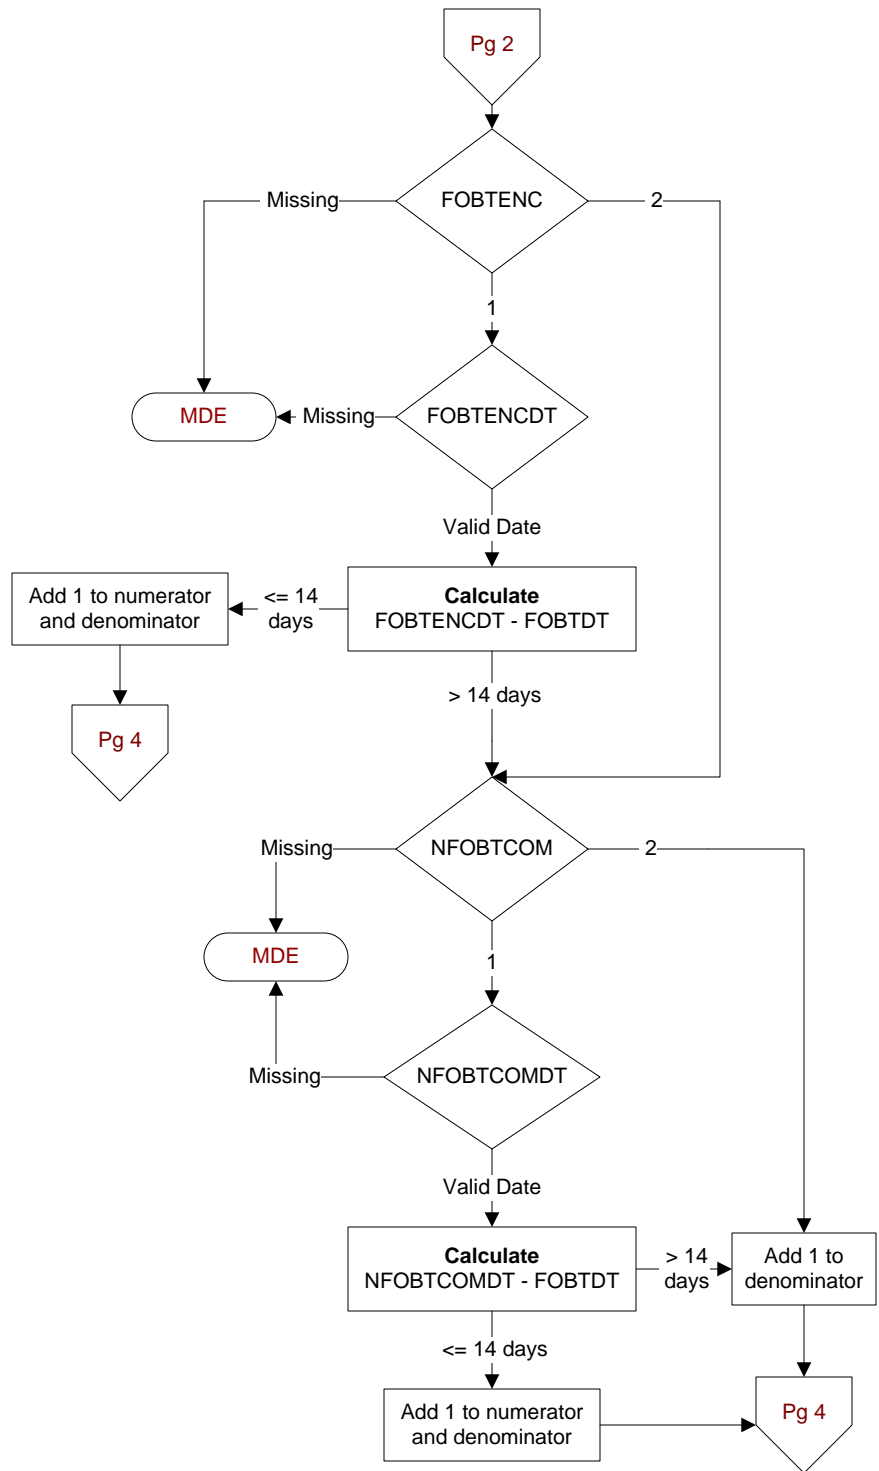 Pg 2
FOBTENC
Missing
2
1
FOBTENCDT
Missing
MDE
Valid Date
Calculate
FOBTENCDT - FOBTDT
<= 14
days
Add 1 to numerator
and denominator
Pg 4
> 14 days
NFOBTCOM
Missing
2
MDE
1
NFOBTCOMDT
Missing
Valid Date
Calculate
NFOBTCOMDT - FOBTDT
> 14
days
Add 1 to
denominator
<= 14 days
Add 1 to numerator
and denominator
Pg 4